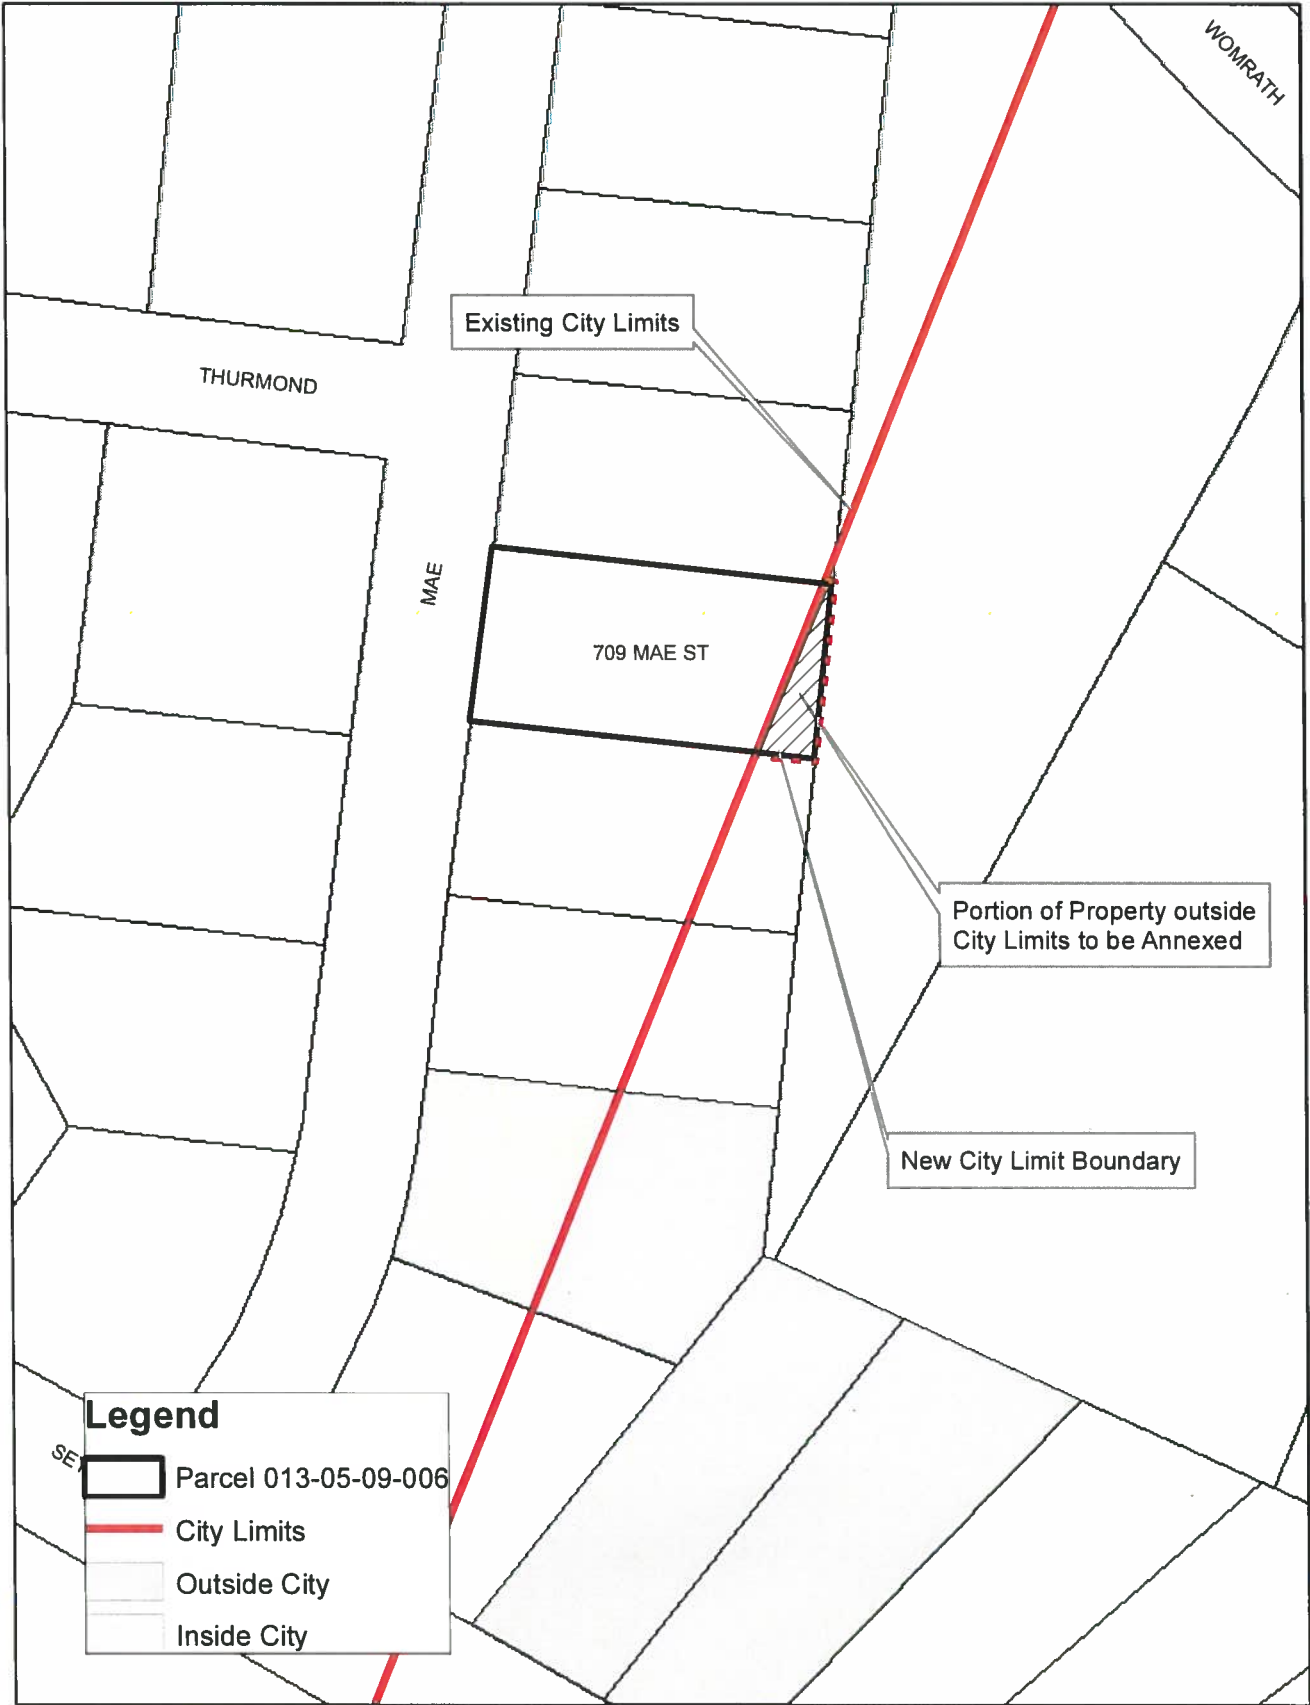 WOMRATH
Existing City Limits
THURMOND
MAE
709 MAE ST
Portion of Property outside
City Limits to be Annexed
New City Limit Boundary
Legend
Parcel 013-05-09-006
City Limits
Outside City
Inside City